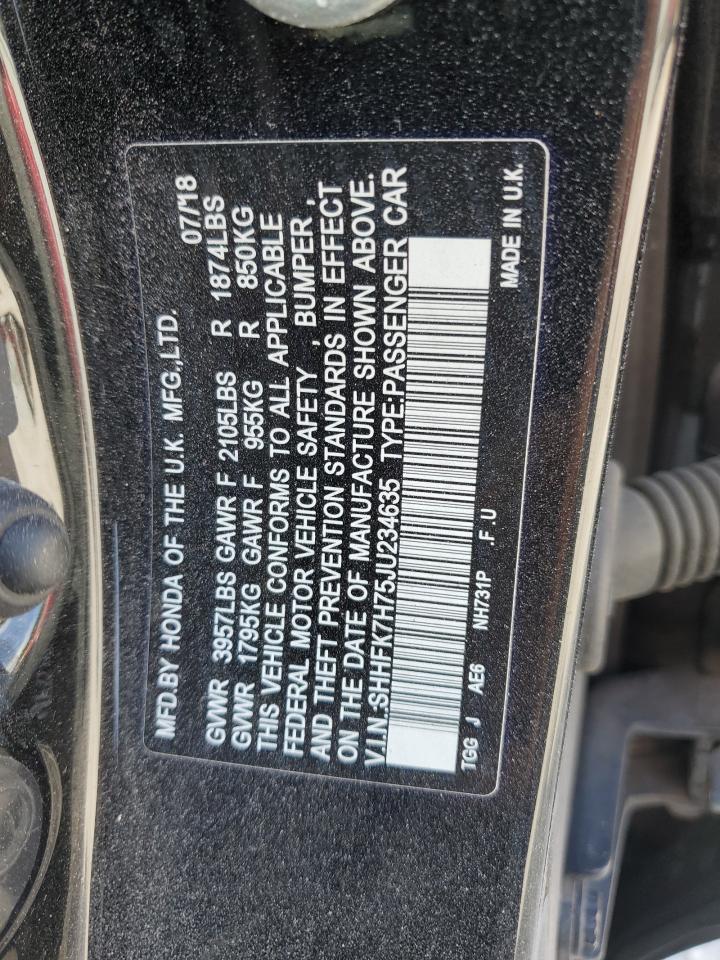 MFD.BY HONDA OF THE U.K. MFG.,LTD. 07/'18
GVWR 3957LBS GAWR F 2105LBS R 1874LBS
GVWR 1795KG GAWR F 955KG R 850KG
THIS VEHICLE CONFORMS TO ALL APPLICABLE
FEDERAL MOTOR VEHICLE SAFETY , BUMPER ,
AND THEFT PREVENTION STANDARDS IN EFFECT
ON THE DATE OF MANUFACTURE SHOWN ABOVE.
V.I.N.SHHFK7H75JU234635 TYPE:PASSENGER CAR
TGG J AE6 NH731P .F .U MADE IN U.K.